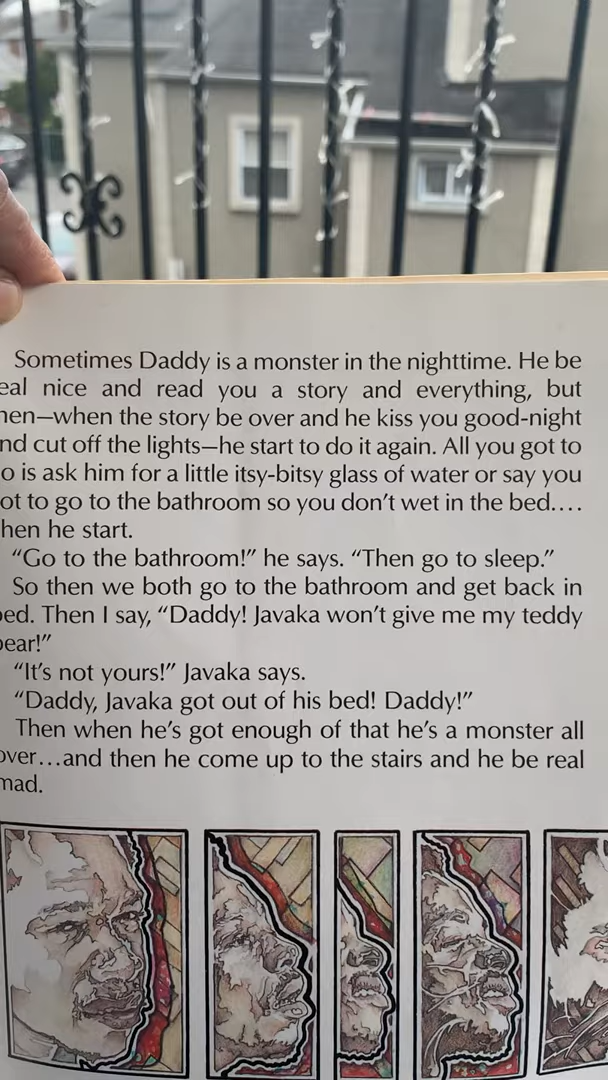 Sometimes Daddy is a monster in the nighttime. He be
eal nice and read you a story and everything, but
hen—when the story be over and he kiss you good-night
nd cut off the lights—he start to do it again. All you got to
o is ask him for a little itsy-bitsy glass of water or say you
ot to go to the bathroom so you don't wet in the bed....
hen he start.
"Go to the bathroom!" he says. "Then go to sleep."
So then we both go to the bathroom and get back in
ed. Then I say, "Daddy! Javaka won't give me my teddy
ear!"
"It's not yours!" Javaka says.
"Daddy, Javaka got out of his bed! Daddy!"
Then when he's got enough of that he's a monster all
over...and then he come up to the stairs and he be real
mad.